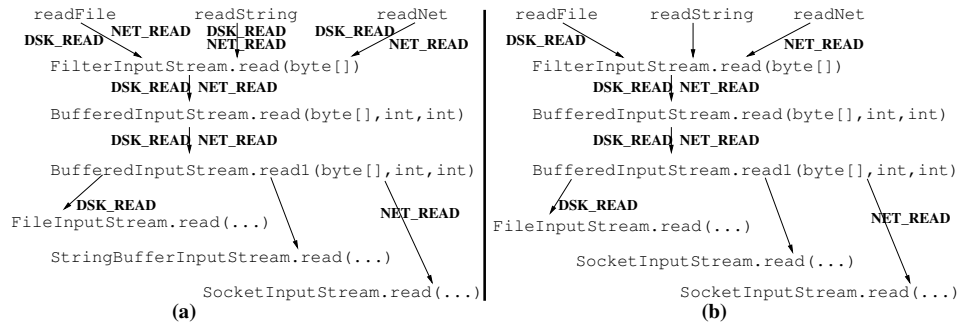 readFile readString readNet
DSK_READ NET_READ DSK_READ NET_READ DSK_READ NET_READ
FilterInputStream.read(byte[])
DSK_READ NET_READ
BufferedInputStream.read(byte[],int,int)
DSK_READ NET_READ
BufferedInputStream.read1(byte[],int,int)
DSK_READ NET_READ
FileInputStream.read(...)
StringBufferInputStream.read(...)
SocketInputStream.read(...)
(a)
readFile readString readNet
DSK_READ NET_READ
FilterInputStream.read(byte[])
DSK_READ NET_READ
BufferedInputStream.read(byte[],int,int)
DSK_READ NET_READ
BufferedInputStream.read1(byte[],int,int)
DSK_READ NET_READ
FileInputStream.read(...)
SocketInputStream.read(...)
SocketInputStream.read(...)
(b)